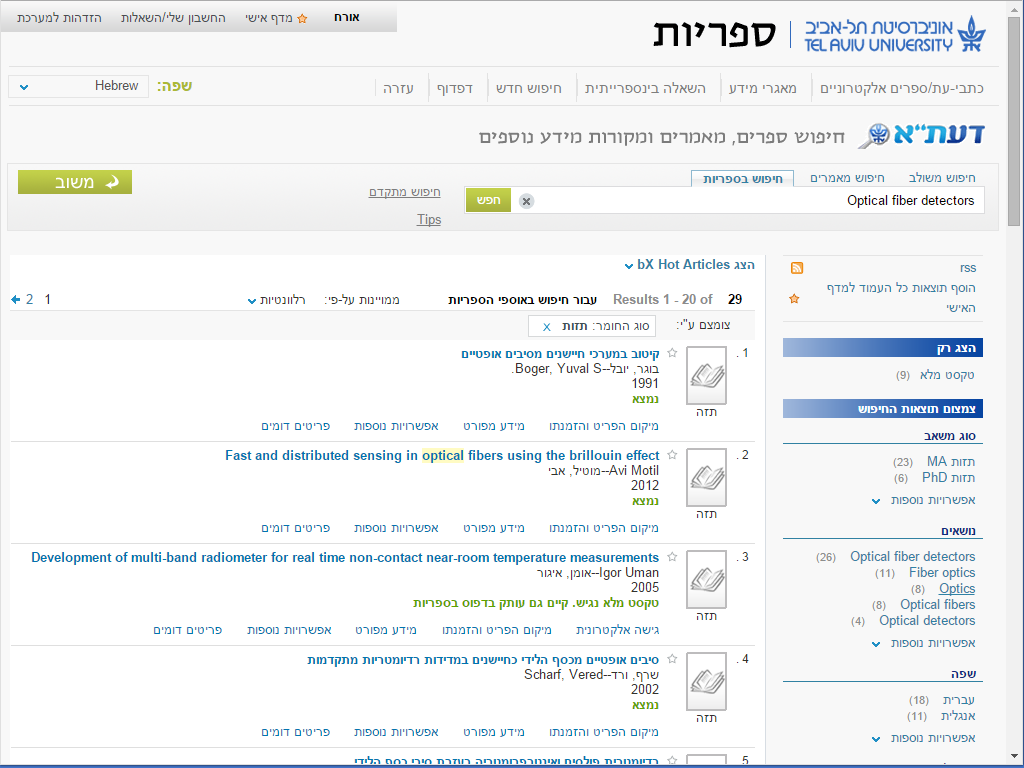 אורח
מדף אישי
החשבון שלי/השאלות
הזדהות למערכת
אוניברסיטת תל-אביב
TEL AVIV UNIVERSITY
ספריות
כתבי-עת/ספרים אלקטרוניים
מאגרי מידע
השאלה בינספרייתית
חיפוש חדש
דפדוף
עזרה
שפה:
Hebrew
דעת"א
חיפוש ספרים, מאמרים ומקורות מידע נוספים
חיפוש משולב
חיפוש מאמרים
חיפוש בספריות
Optical fiber detectors
חפש
חיפוש מתקדם
Tips
משוב
rss
הוסף תוצאות כל העמוד למדף
האישי
הצג רק
טקסט מלא (9)
צמצום תוצאות החיפוש
סוג משאב
תזות MA (23)
תזות PhD (6)
אפשרויות נוספות
נושאים
Optical fiber detectors (26)
Fiber optics (11)
Optics (8)
Optical fibers (8)
Optical detectors (4)
אפשרויות נוספות
שפה
עברית (18)
אנגלית (11)
אפשרויות נוספות
הצג bX Hot Articles
29 Results 1 - 20 of עבור חיפוש באוספי הספריות
ממויינות על-פי: רלוונטיות
1 2
צומצם ע"י:
סוג החומר: תזות x
1 .
תזה
קיטוב במערכי חיישנים מסיבים אופטיים
בוגר, יובל--Boger, Yuval S.
1991
נמצא
מיקום הפריט והזמנתו
מידע מפורט
אפשרויות נוספות
פריטים דומים
2 .
תזה
Fast and distributed sensing in optical fibers using the brillouin effect
Avi Motil--מוטיל, אבי
2012
נמצא
מיקום הפריט והזמנתו
מידע מפורט
אפשרויות נוספות
פריטים דומים
3 .
תזה
Development of multi-band radiometer for real time non-contact near-room temperature measurements
Igor Uman--אומן, איגור
2005
טקסט מלא נגיש. קיים גם עותק בדפוס בספריות
גישה אלקטרונית
מיקום הפריט והזמנתו
מידע מפורט
אפשרויות נוספות
פריטים דומים
4 .
תזה
סיבים אופטיים מכסף הלידי כחיישנים במדידות רדיומטריות מתקדמות
שרף, ורד--Scharf, Vered
2002
נמצא
מיקום הפריט והזמנתו
מידע מפורט
אפשרויות נוספות
פריטים דומים
5 .
רדיומטרית פולסים ואינטרפרומטריה בעזרת סיבי כסף הלידי